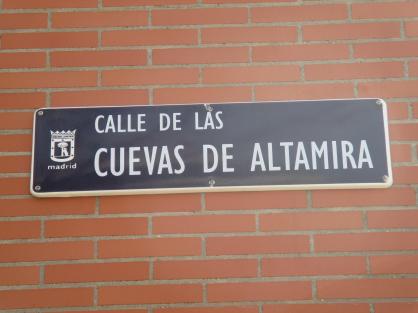 CALLE DE LAS
CUEVAS DE ALTAMIRA
madrid